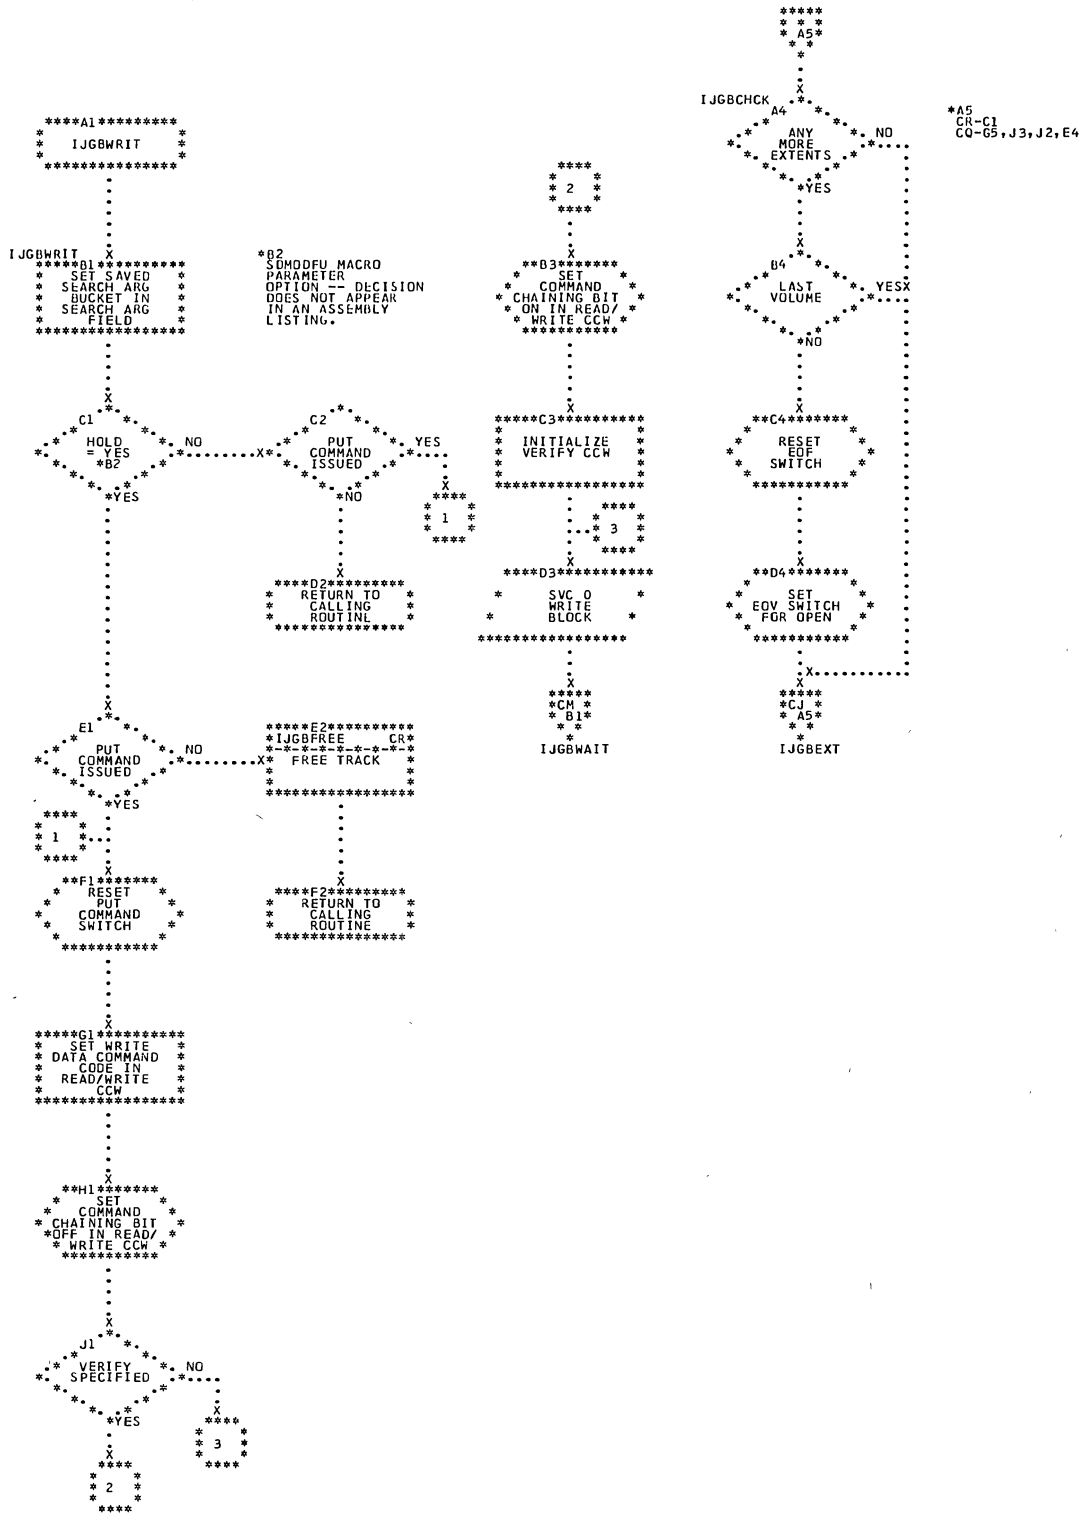 A1
IJGBWRIT
IJGBWRIT
B1
SET SAVED
SEARCH ARG
BUCKET IN
SEARCH ARG
FIELD
*B2
SDMODFU MACRO
PARAMETER
OPTION -- DECISION
DOES NOT APPEAR
IN AN ASSEMBLY
LISTING.
C1
HOLD
= YES
*B2
NO
YES
C2
PUT
COMMAND
ISSUED
YES
NO
1
D2
RETURN TO
CALLING
ROUTINE
E1
PUT
COMMAND
ISSUED
NO
YES
E2
IJGBFREE CR
FREE TRACK
1
F1
RESET
PUT
COMMAND
SWITCH
F2
RETURN TO
CALLING
ROUTINE
G1
SET WRITE
DATA COMMAND
CODE IN
READ/WRITE
CCW
H1
SET
COMMAND
CHAINING BIT
OFF IN READ/
WRITE CCW
J1
VERIFY
SPECIFIED
NO
YES
3
2
2
B3
SET
COMMAND
CHAINING BIT
ON IN READ/
WRITE CCW
C3
INITIALIZE
VERIFY CCW
3
D3
SVC 0
WRITE
BLOCK
CM
B1
IJGBWAIT
A5
IJGBCHCK
A4
ANY
MORE
EXTENTS
NO
YES
*A5
CR-C1
CQ-G5,J3,J2,E4
B4
LAST
VOLUME
YES
NO
C4
RESET
EOF
SWITCH
D4
SET
EOV SWITCH
FOR OPEN
CJ
A5
IJGBEXT